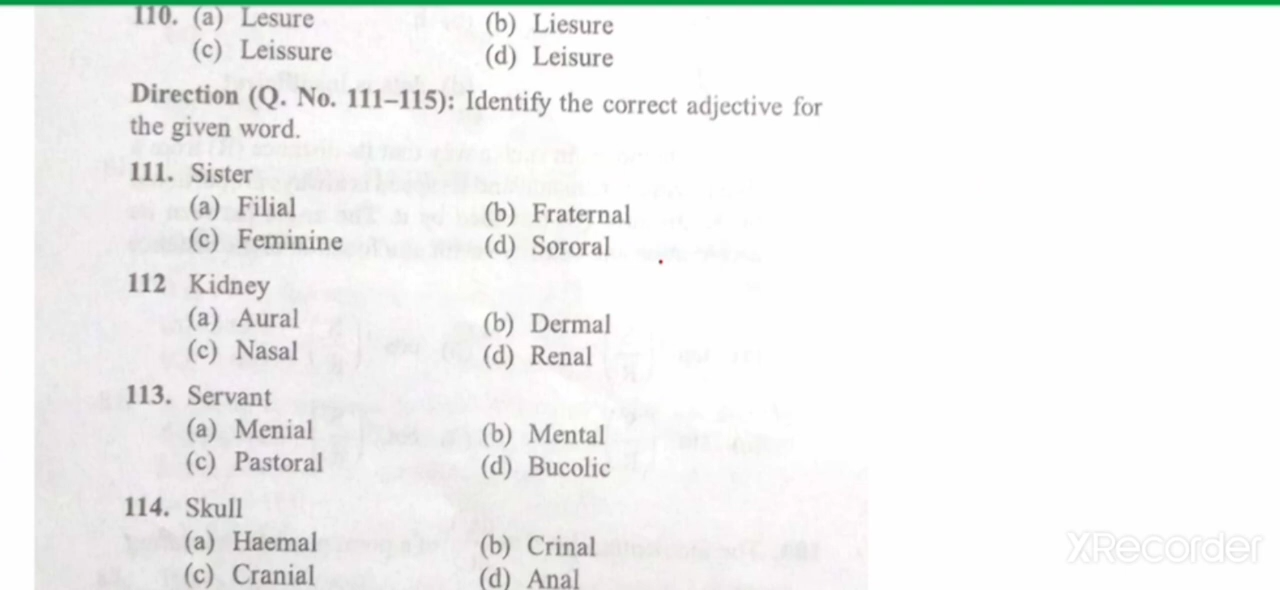 110. (a) Lesure (b) Liesure
(c) Leissure (d) Leisure
Direction (Q. No. 111–115): Identify the correct adjective for
the given word.
111. Sister
(a) Filial (b) Fraternal
(c) Feminine (d) Sororal
112 Kidney
(a) Aural (b) Dermal
(c) Nasal (d) Renal
113. Servant
(a) Menial (b) Mental
(c) Pastoral (d) Bucolic
114. Skull
(a) Haemal (b) Crinal
(c) Cranial (d) Anal
XRecorder